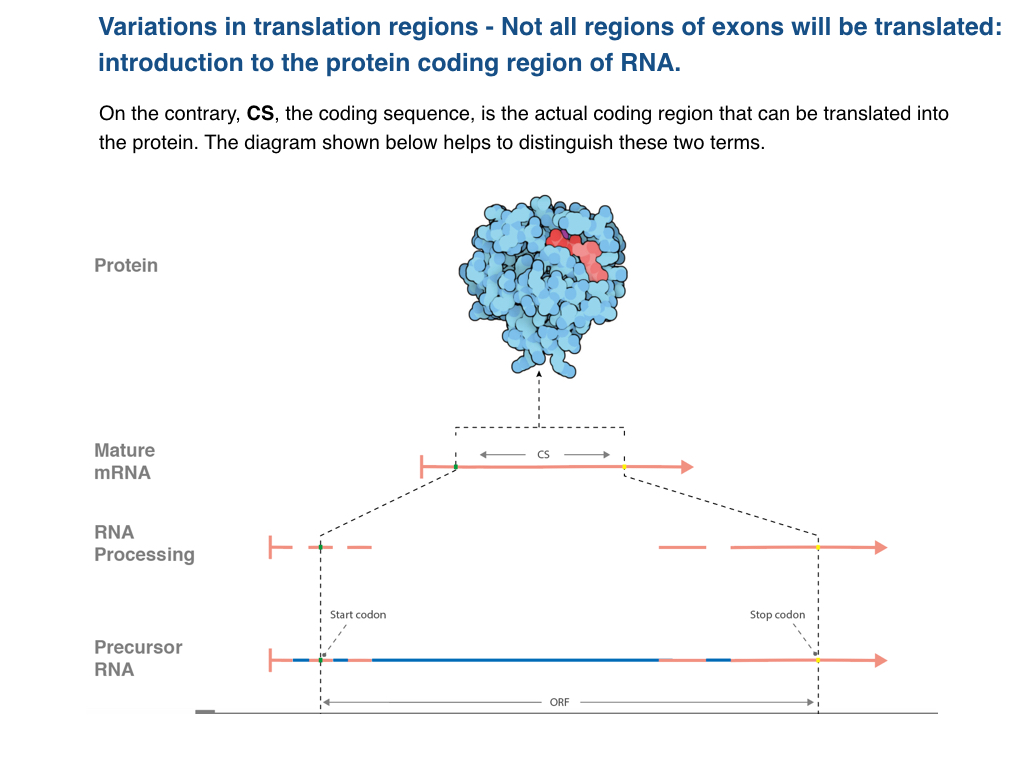 Variations in translation regions - Not all regions of exons will be translated:
introduction to the protein coding region of RNA.
On the contrary, CS, the coding sequence, is the actual coding region that can be translated into
the protein. The diagram shown below helps to distinguish these two terms.
Protein
Mature
mRNA
CS
RNA
Processing
Start codon
Stop codon
Precursor
RNA
ORF